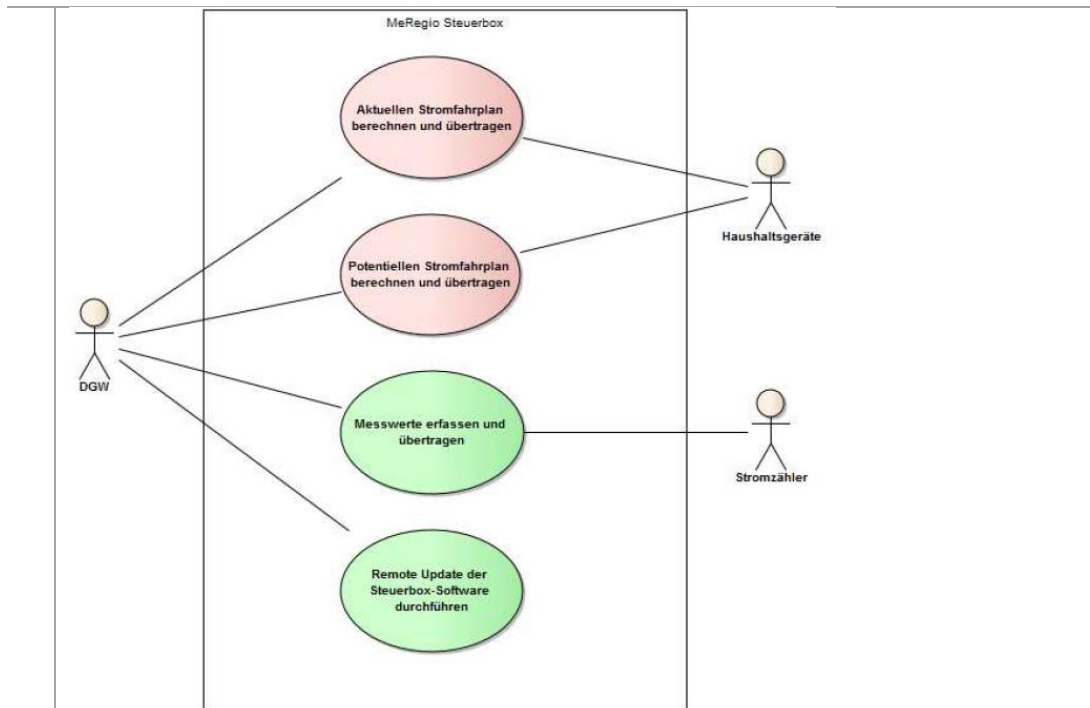 MeRegio Steuerbox
Aktuellen Stromfahrplan
berechnen und übertragen
Haushaltsgeräte
Potentiellen Stromfahrplan
berechnen und übertragen
DGW
Messwerte erfassen und
übertragen
Stromzähler
Remote Update der
Steuerbox-Software
durchführen